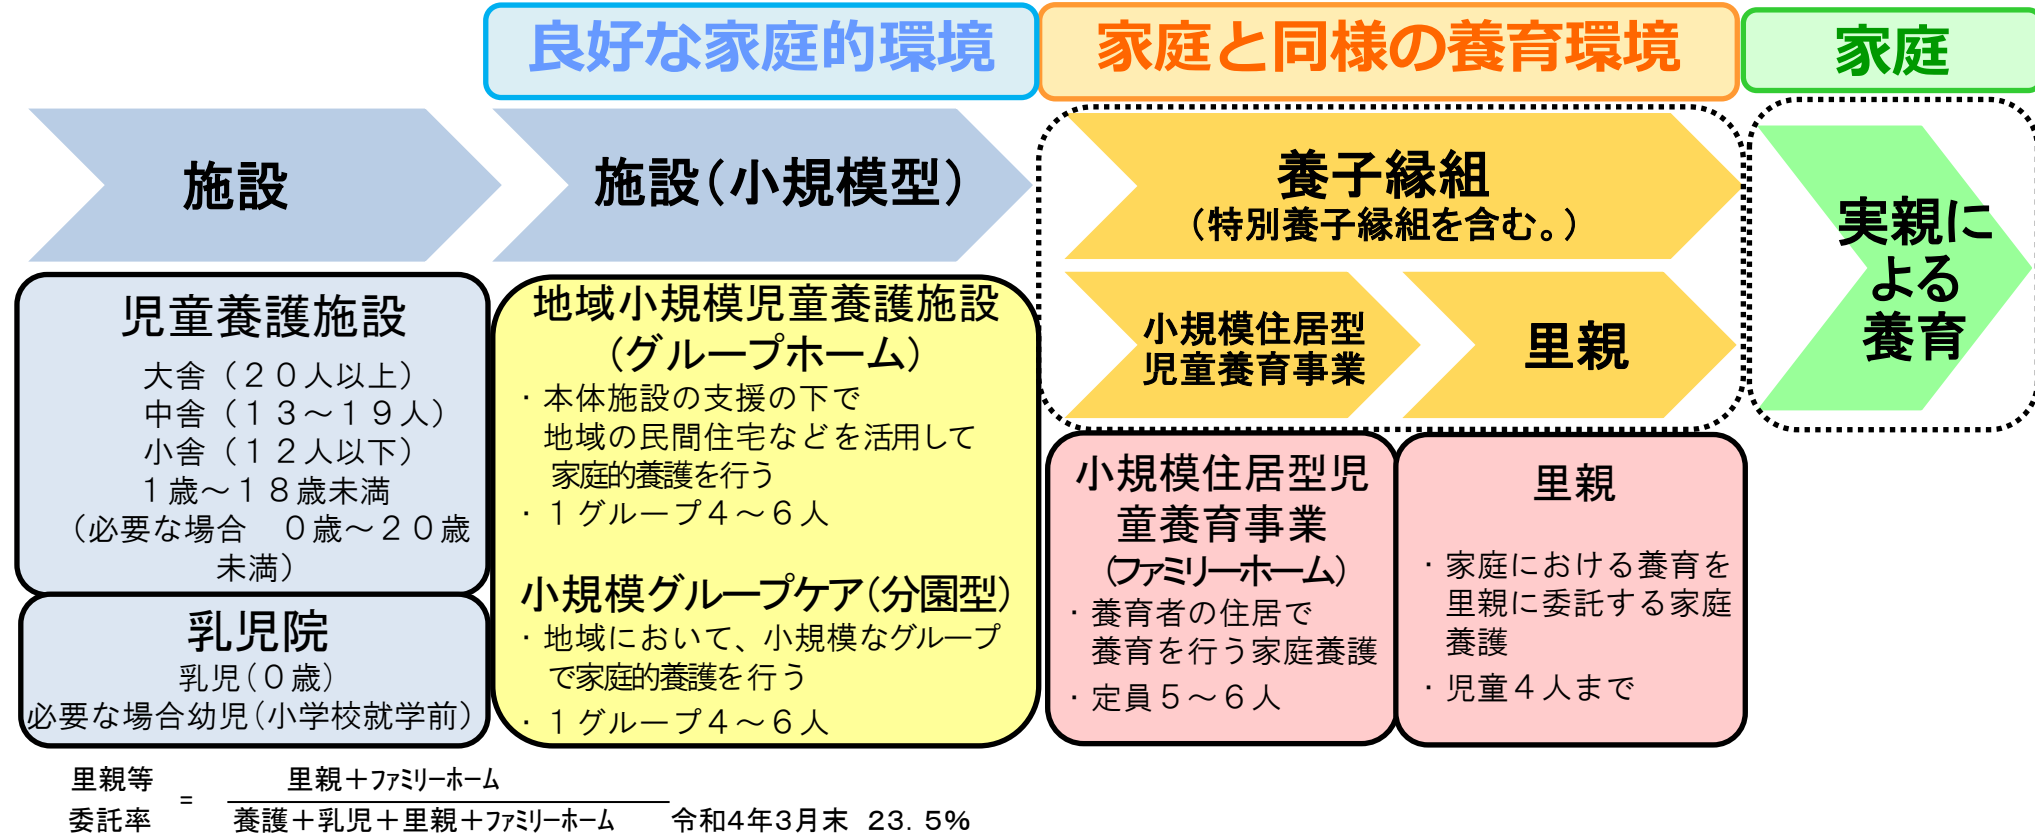 良好な家庭的環境
家庭と同様の養育環境
家庭
施設
施設（小規模型）
養子縁組
（特別養子縁組を含む。）
小規模住居型
児童養育事業
里親
実親に
よる
養育
児童養護施設
大舎（２０人以上）
中舎（１３～１９人）
小舎（１２人以下）
１歳～１８歳未満
（必要な場合　０歳～２０歳
未満）
乳児院
乳児（０歳）
必要な場合幼児（小学校就学前）
地域小規模児童養護施設
（グループホーム）
・本体施設の支援の下で
地域の民間住宅などを活用して
家庭的養護を行う
・１グループ４～６人
小規模グループケア（分園型）
・地域において、小規模なグループ
で家庭的養護を行う
・１グループ４～６人
小規模住居型児
童養育事業
（ファミリーホーム）
・養育者の住居で
養育を行う家庭養護
・定員５～６人
里親
・家庭における養育を
里親に委託する家庭
養護
・児童４人まで
里親等
委託率
=
里親＋ファミリーホーム
養護＋乳児＋里親＋ファミリーホーム
令和4年3月末 23．5%